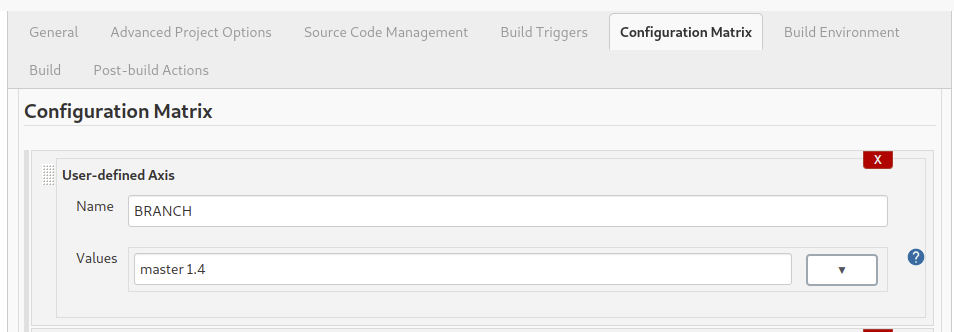 General Advanced Project Options Source Code Management Build Triggers Configuration Matrix Build Environment
Build Post-build Actions
Configuration Matrix
X
User-defined Axis
Name BRANCH
Values master 1.4 ▼ ?